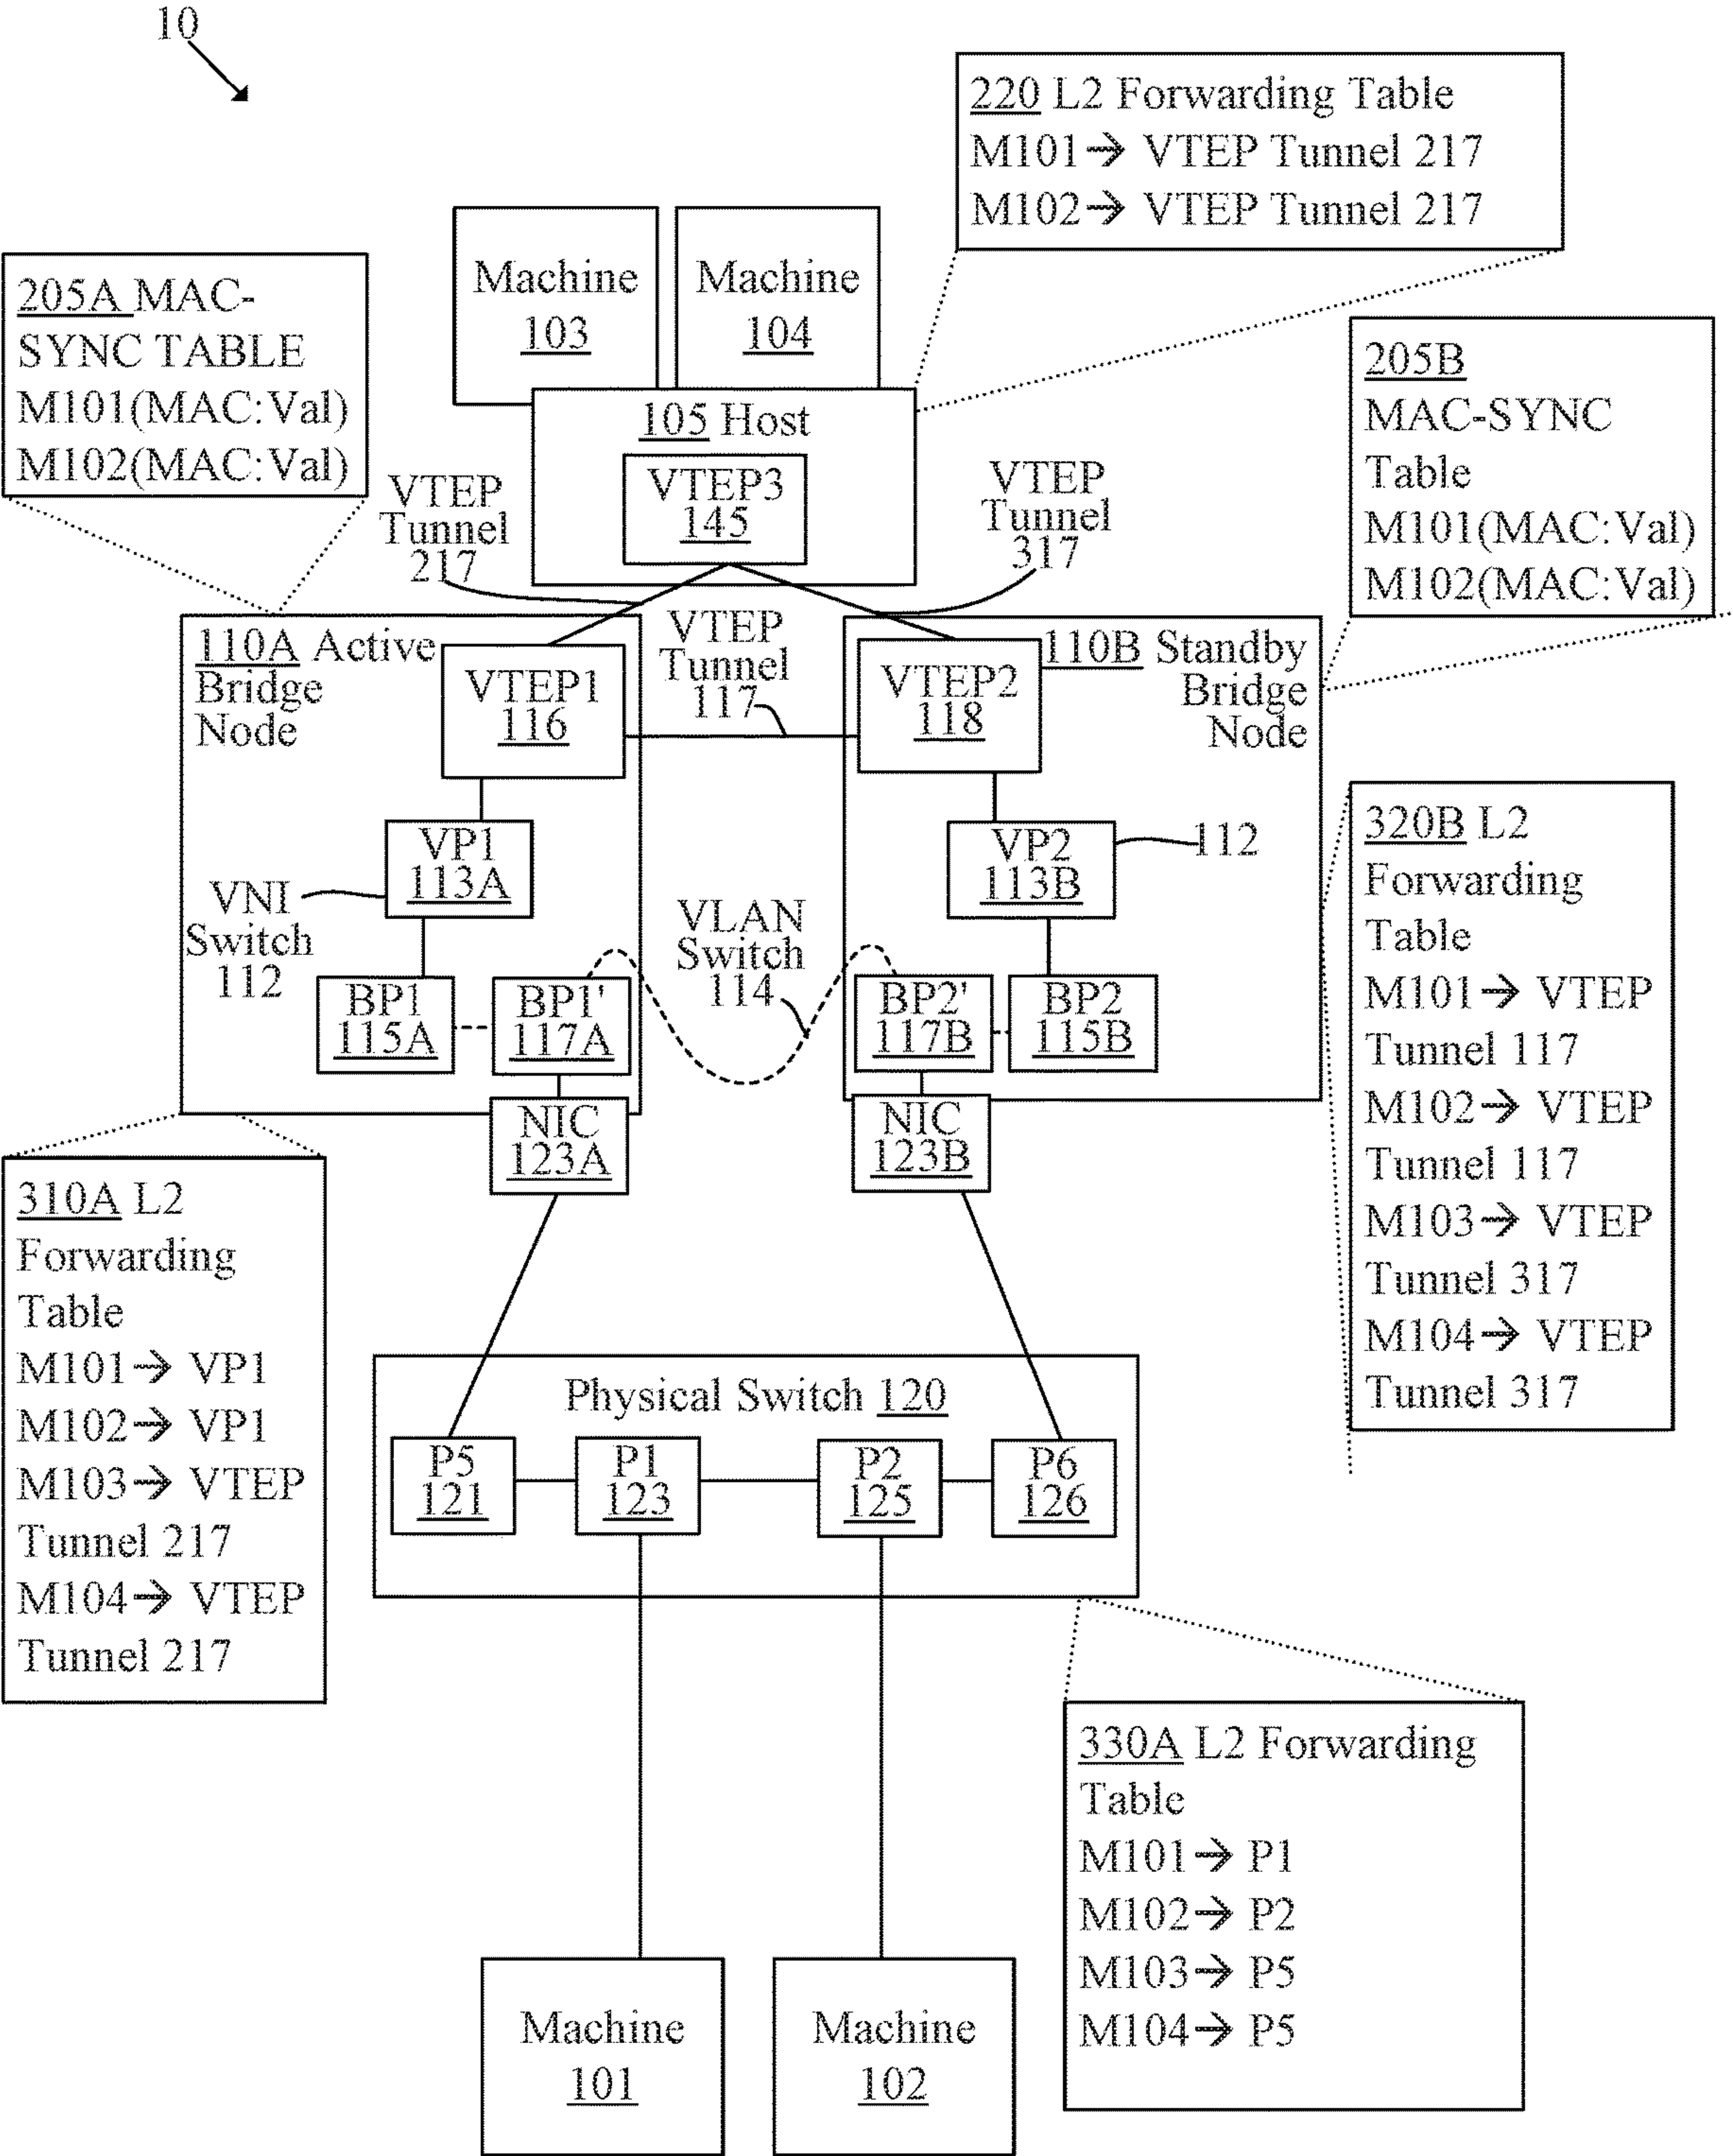 10
220 L2 Forwarding Table
M101→ VTEP Tunnel 217
M102→ VTEP Tunnel 217
Machine
103
Machine
104
205A MAC-
SYNC TABLE
M101(MAC:Val)
M102(MAC:Val)
205B
MAC-SYNC
Table
M101(MAC:Val)
M102(MAC:Val)
105 Host
VTEP3
145
VTEP
Tunnel
217
VTEP
Tunnel
317
110A Active
Bridge
Node
VTEP1
116
VTEP
Tunnel
117
VTEP2
118
110B Standby
Bridge
Node
VP1
113A
VNI
Switch
112
VP2
113B
112
VLAN
Switch
114
BP1
115A
BP1'
117A
BP2'
117B
BP2
115B
NIC
123A
NIC
123B
320B L2
Forwarding
Table
M101→ VTEP
Tunnel 117
M102→ VTEP
Tunnel 117
M103→ VTEP
Tunnel 317
M104→ VTEP
Tunnel 317
310A L2
Forwarding
Table
M101→ VP1
M102→ VP1
M103→ VTEP
Tunnel 217
M104→ VTEP
Tunnel 217
Physical Switch 120
P5
121
P1
123
P2
125
P6
126
330A L2 Forwarding
Table
M101→ P1
M102→ P2
M103→ P5
M104→ P5
Machine
101
Machine
102